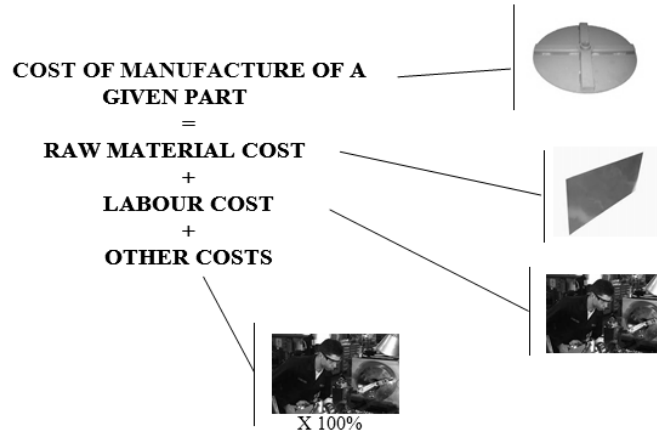 COST OF MANUFACTURE OF A
GIVEN PART
=
RAW MATERIAL COST
+
LABOUR COST
+
OTHER COSTS
X 100%